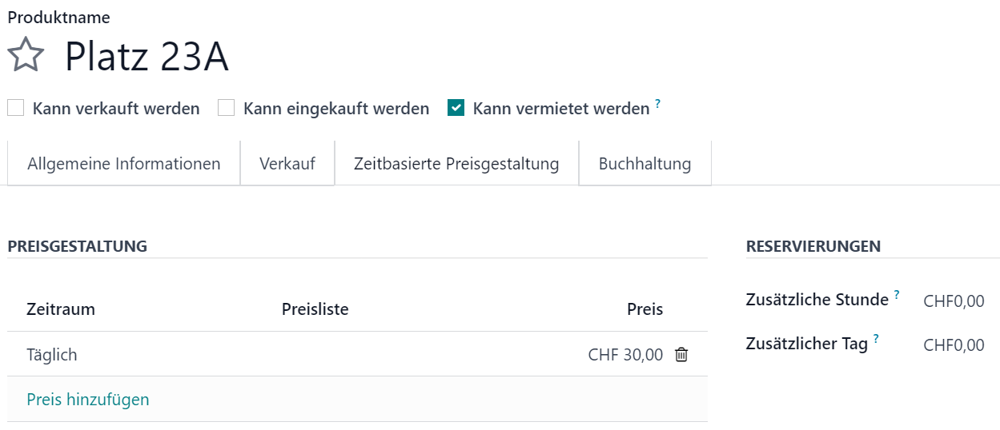 Produktname
Platz 23A
Kann verkauft werden Kann eingekauft werden Kann vermietet werden ?
Allgemeine Informationen Verkauf Zeitbasierte Preisgestaltung Buchhaltung
PREISGESTALTUNG RESERVIERUNGEN
Zeitraum Preisliste Preis
Zusätzliche Stunde ? CHF0,00
Täglich CHF 30,00
Zusätzlicher Tag ? CHF0,00
Preis hinzufügen